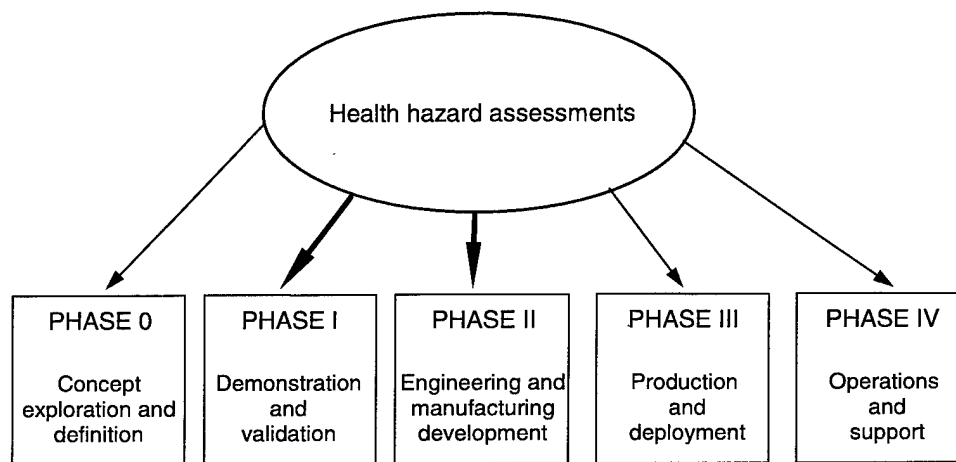 Health hazard assessments
PHASE 0
Concept
exploration and
definition
PHASE I
Demonstration
and
validation
PHASE II
Engineering and
manufacturing
development
PHASE III
Production
and
deployment
PHASE IV
Operations
and
support